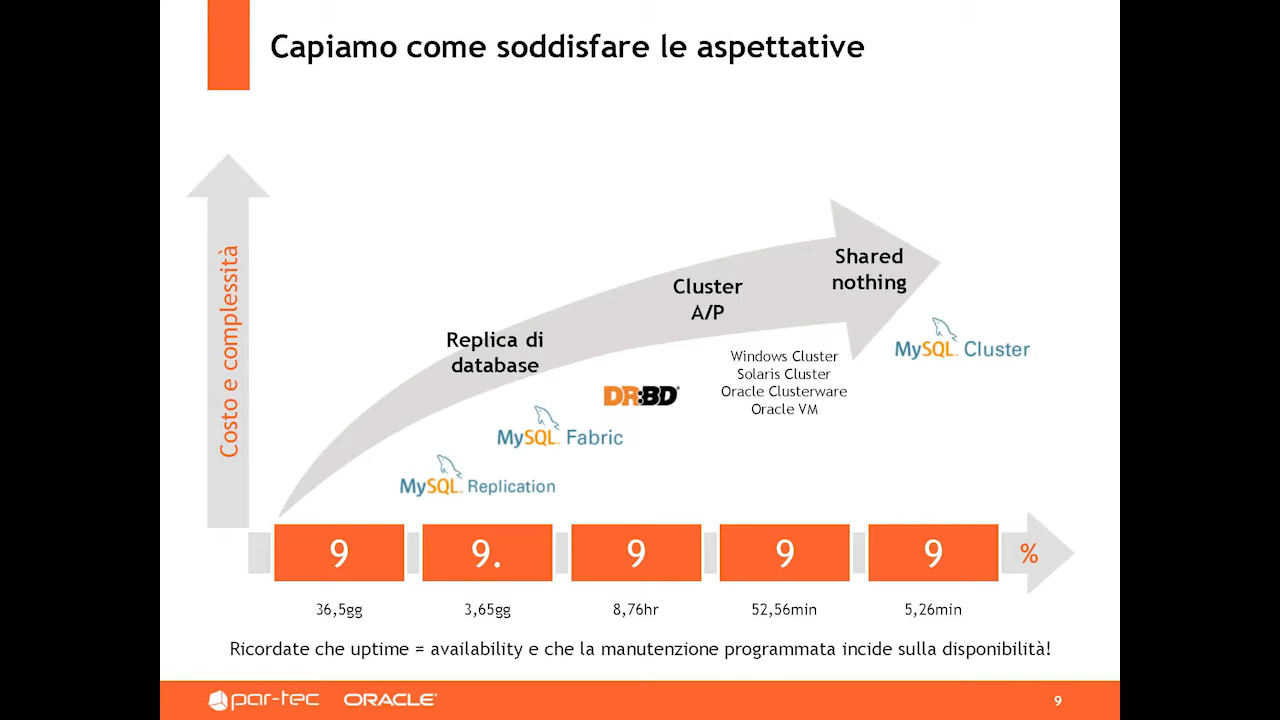 Capiamo come soddisfare le aspettative
Costo e complessità
Replica di
database
Cluster
A/P
Shared
nothing
MySQL Replication
MySQL Fabric
DR:BD
Windows Cluster
Solaris Cluster
Oracle Clusterware
Oracle VM
MySQL Cluster
9 9. 9 9 9 %
36,5gg 3,65gg 8,76hr 52,56min 5,26min
Ricordate che uptime = availability e che la manutenzione programmata incide sulla disponibilità!
par-tec ORACLE 9